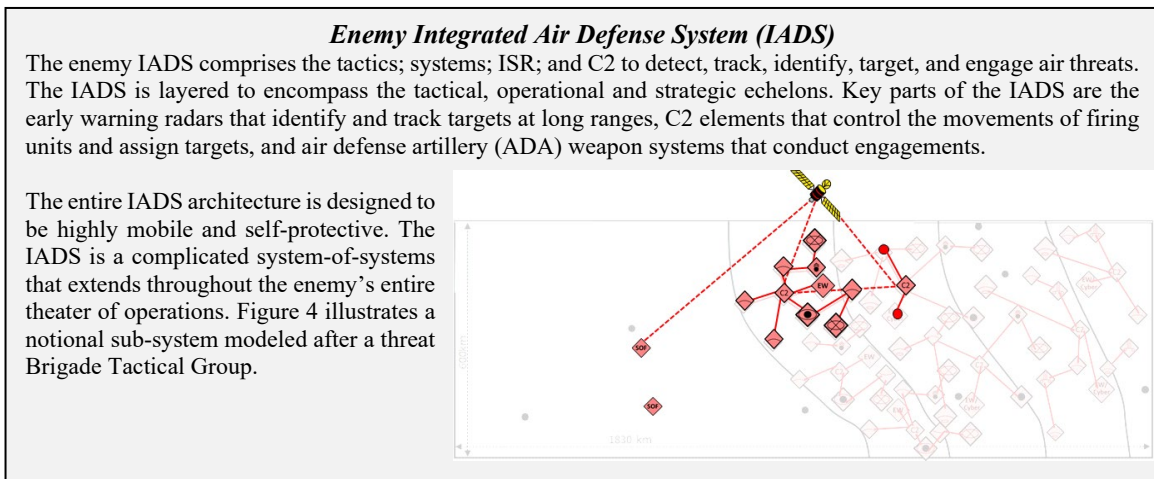 Enemy Integrated Air Defense System (IADS)
The enemy IADS comprises the tactics; systems; ISR; and C2 to detect, track, identify, target, and engage air threats.
The IADS is layered to encompass the tactical, operational and strategic echelons. Key parts of the IADS are the
early warning radars that identify and track targets at long ranges, C2 elements that control the movements of firing
units and assign targets, and air defense artillery (ADA) weapon systems that conduct engagements.
The entire IADS architecture is designed to
be highly mobile and self-protective. The
IADS is a complicated system-of-systems
that extends throughout the enemy's entire
theater of operations. Figure 4 illustrates a
notional sub-system modeled after a threat
Brigade Tactical Group.
EW
C2
C2
SOF
SOF
EW
EW
C2
1830 km